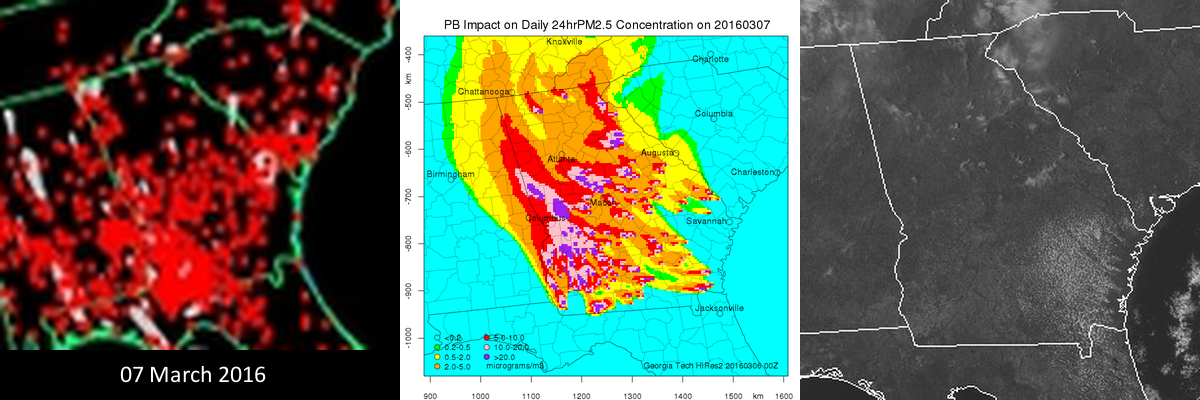 07 March 2016
PB Impact on Daily 24hrPM2.5 Concentration on 20160307
Knoxville
Charlotte
Chattanooga
Columbia
Atlanta
Augusta
Birmingham
Charleston
Macon
Columbus
Savannah
Jacksonville
<0.2
0.2-0.5
0.5-2.0
2.0-5.0
5.0-10.0
10.0-20.0
>20.0
micrograms/m3
Georgia Tech HiRes2 20160306 00Z
-400
km
-500
-600
-700
-800
-900
-1000
900 1000 1100 1200 1300 1400 1500 km 1600